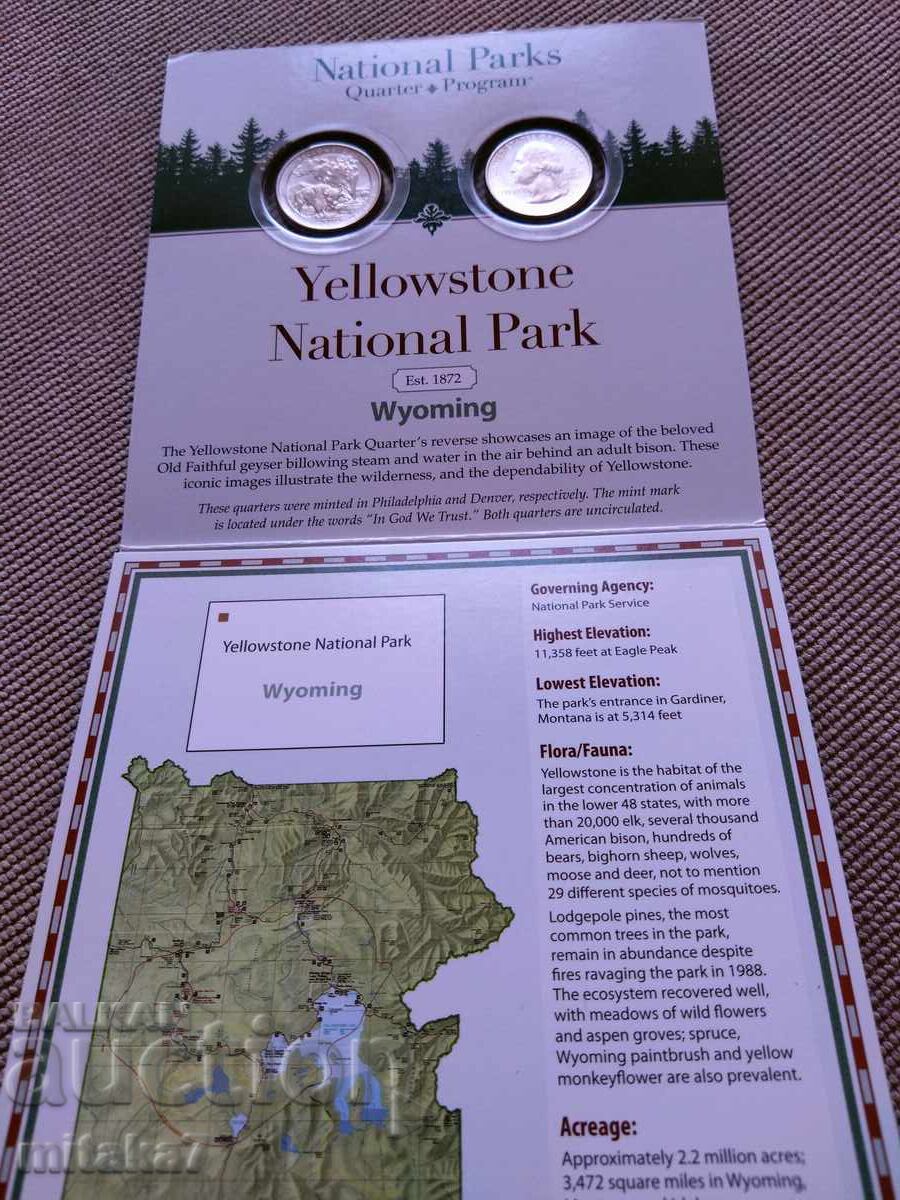 National Parks
Quarter Program
Yellowstone
National Park
Est. 1872
Wyoming
The Yellowstone National Park Quarter's reverse showcases an image of the beloved
Old Faithful geyser billowing steam and water in the air behind an adult bison. These
iconic images illustrate the wilderness, and the dependability of Yellowstone.
These quarters were minted in Philadelphia and Denver, respectively. The mint mark
is located under the words "In God We Trust." Both quarters are uncirculated.
Yellowstone National Park
Wyoming
Governing Agency:
National Park Service
Highest Elevation:
11,358 feet at Eagle Peak
Lowest Elevation:
The park's entrance in Gardiner,
Montana is at 5,314 feet
Flora/Fauna:
Yellowstone is the habitat of the
largest concentration of animals
in the lower 48 states, with more
than 20,000 elk, several thousand
American bison, hundreds of
bears, bighorn sheep, wolves,
moose and deer, not to mention
29 different species of mosquitoes.
Lodgepole pines, the most
common trees in the park,
remain in abundance despite
fires ravaging the park in 1988.
The ecosystem recovered well,
with meadows of wild flowers
and aspen groves; spruce,
Wyoming paintbrush and yellow
monkeyflower are also prevalent.
Acreage:
Approximately 2.2 million acres;
3,472 square miles in Wyoming,
BALKAN
auction
mitaka7